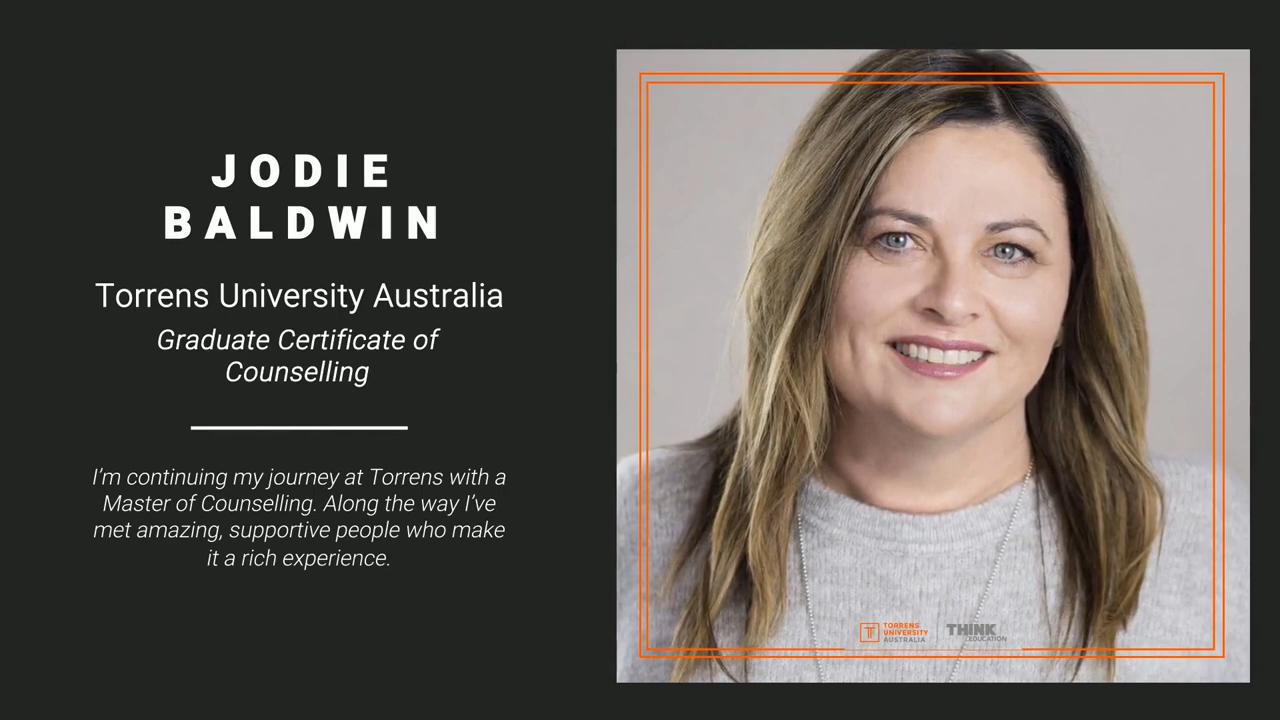 JODIE
BALDWIN
Torrens University Australia
Graduate Certificate of
Counselling
I’m continuing my journey at Torrens with a
Master of Counselling. Along the way I’ve
met amazing, supportive people who make
it a rich experience.
TORRENS
UNIVERSITY
AUSTRALIA
THINK
EDUCATION